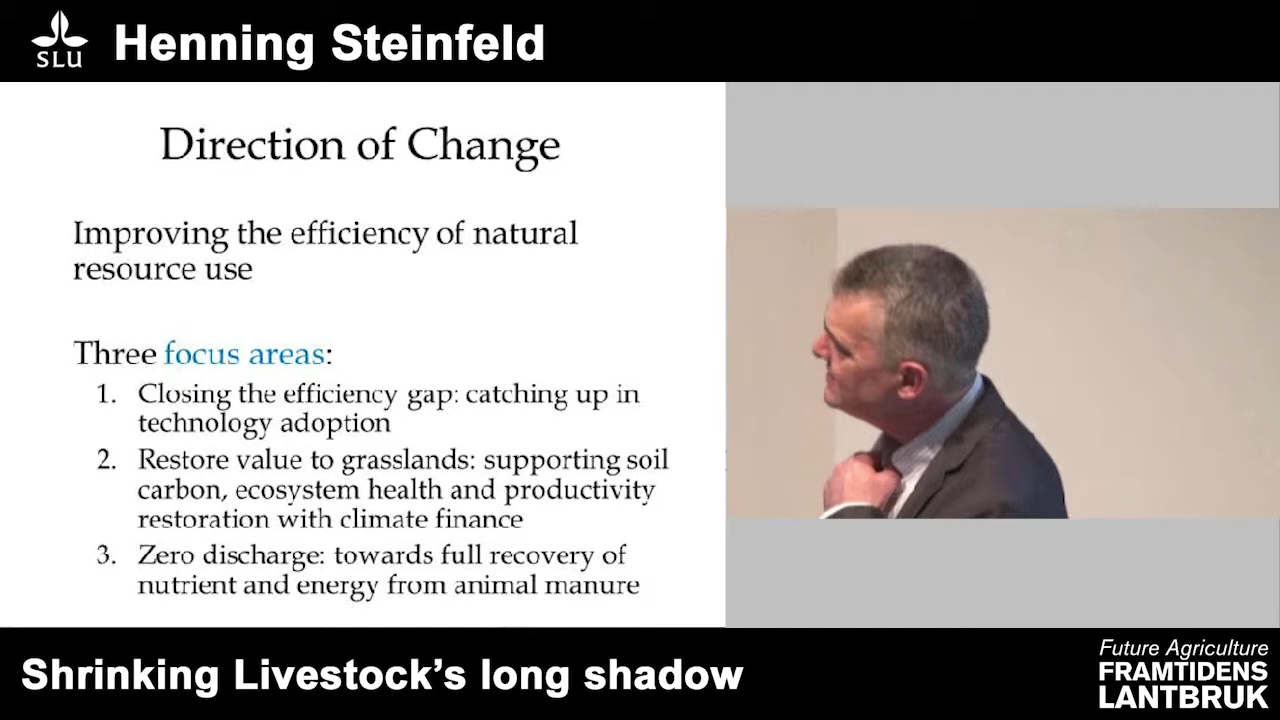 SLU
Henning Steinfeld
Direction of Change
Improving the efficiency of natural
resource use
Three focus areas:
1. Closing the efficiency gap: catching up in
technology adoption
2. Restore value to grasslands: supporting soil
carbon, ecosystem health and productivity
restoration with climate finance
3. Zero discharge: towards full recovery of
nutrient and energy from animal manure
Shrinking Livestock’s long shadow
Future Agriculture
FRAMTIDENS
LANTBRUK